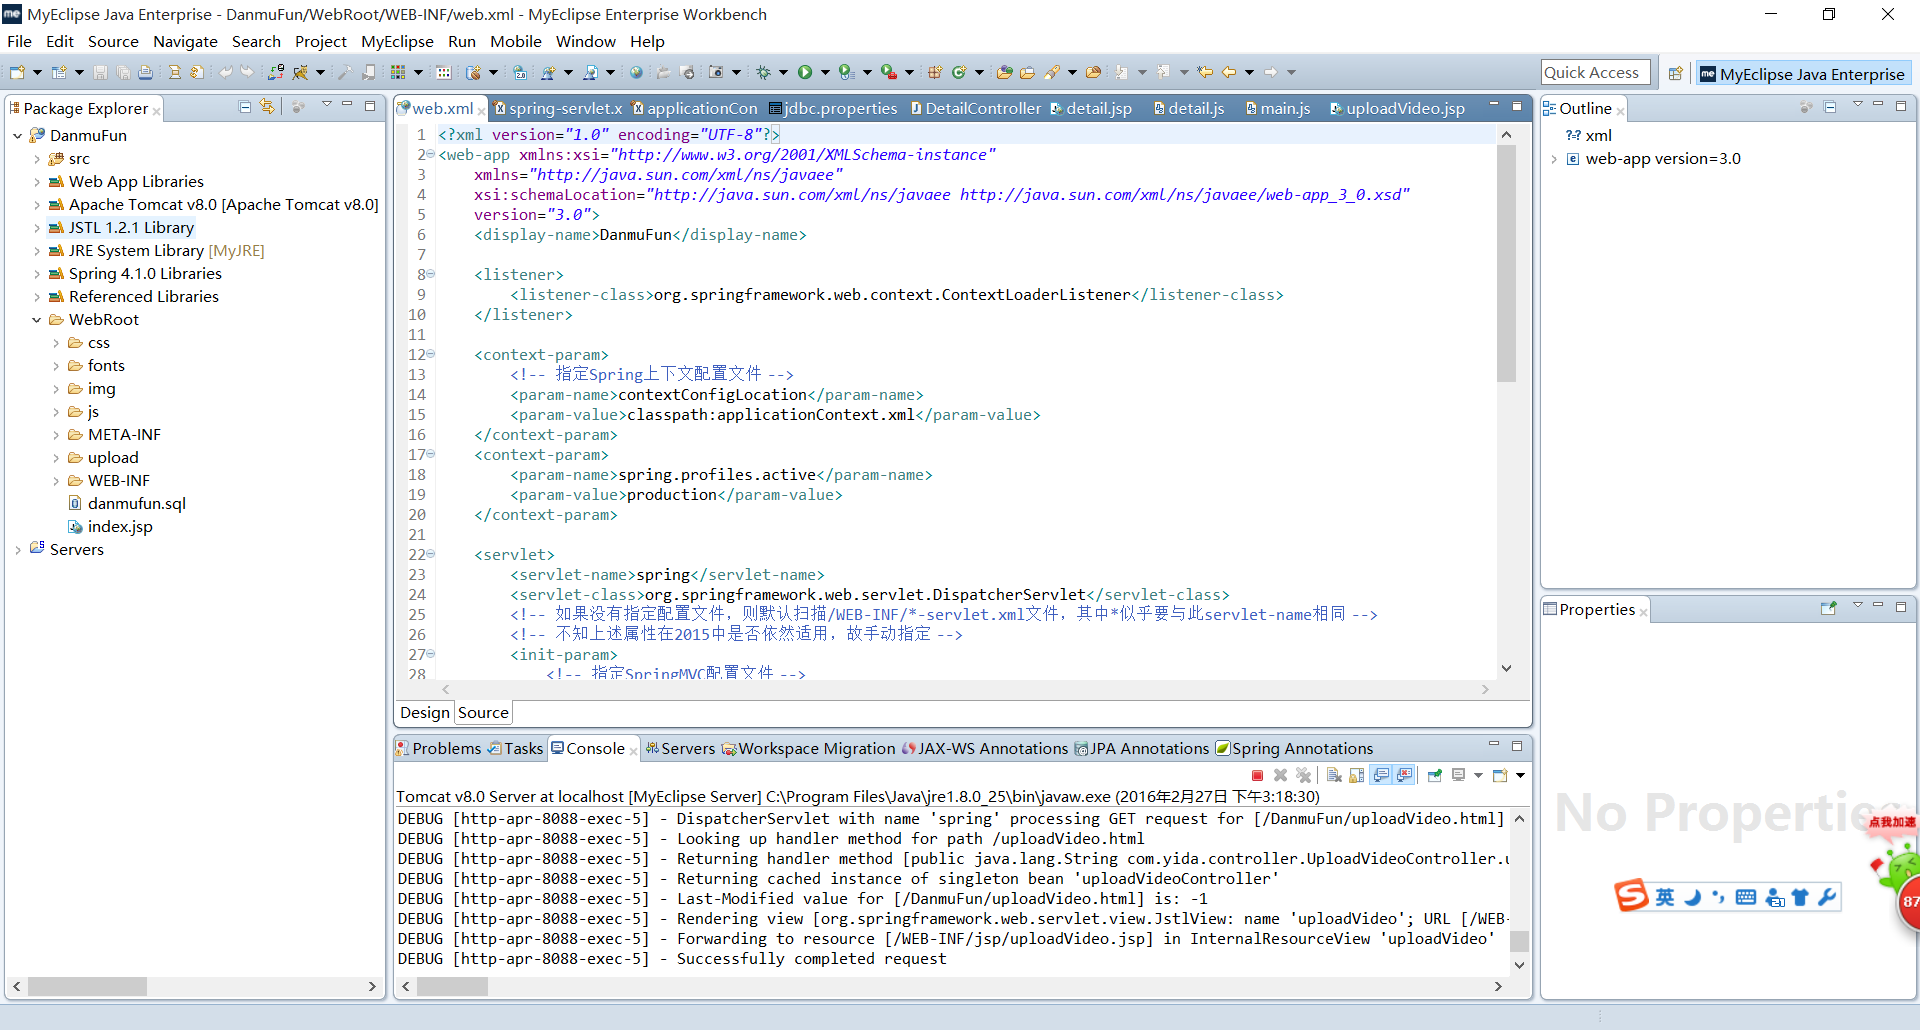 MyEclipse Java Enterprise - DanmuFun/WebRoot/WEB-INF/web.xml - MyEclipse Enterprise Workbench
File Edit Source Navigate Search Project MyEclipse Run Mobile Window Help
Quick Access
MyEclipse Java Enterprise
Package Explorer
DanmuFun
src
Web App Libraries
Apache Tomcat v8.0 [Apache Tomcat v8.0]
JSTL 1.2.1 Library
JRE System Library [MyJRE]
Spring 4.1.0 Libraries
Referenced Libraries
WebRoot
css
fonts
img
js
META-INF
upload
WEB-INF
danmufun.sql
index.jsp
Servers
web.xml spring-servlet.x applicationCon jdbc.properties DetailController detail.jsp detail.js main.js uploadVideo.jsp
1 <?xml version="1.0" encoding="UTF-8"?>
2 <web-app xmlns:xsi="http://www.w3.org/2001/XMLSchema-instance"
3 xmlns="http://java.sun.com/xml/ns/javaee"
4 xsi:schemaLocation="http://java.sun.com/xml/ns/javaee http://java.sun.com/xml/ns/javaee/web-app_3_0.xsd"
5 version="3.0">
6 <display-name>DanmuFun</display-name>
7
8 <listener>
9 <listener-class>org.springframework.web.context.ContextLoaderListener</listener-class>
10 </listener>
11
12 <context-param>
13 <!-- 指定Spring上下文配置文件 -->
14 <param-name>contextConfigLocation</param-name>
15 <param-value>classpath:applicationContext.xml</param-value>
16 </context-param>
17 <context-param>
18 <param-name>spring.profiles.active</param-name>
19 <param-value>production</param-value>
20 </context-param>
21
22 <servlet>
23 <servlet-name>spring</servlet-name>
24 <servlet-class>org.springframework.web.servlet.DispatcherServlet</servlet-class>
25 <!-- 如果没有指定配置文件，则默认扫描/WEB-INF/*-servlet.xml文件，其中*似乎要与此servlet-name相同 -->
26 <!-- 不知上述属性在2015中是否依然适用，故手动指定 -->
27 <init-param>
28 <!-- 指定SpringMVC配置文件 -->
Design Source
Problems Tasks Console Servers Workspace Migration JAX-WS Annotations JPA Annotations Spring Annotations
Tomcat v8.0 Server at localhost [MyEclipse Server] C:\Program Files\Java\jre1.8.0_25\bin\javaw.exe (2016年2月27日 下午3:18:30)
DEBUG [http-apr-8088-exec-5] - DispatcherServlet with name 'spring' processing GET request for [/DanmuFun/uploadVideo.html]
DEBUG [http-apr-8088-exec-5] - Looking up handler method for path /uploadVideo.html
DEBUG [http-apr-8088-exec-5] - Returning handler method [public java.lang.String com.yida.controller.UploadVideoController.u
DEBUG [http-apr-8088-exec-5] - Returning cached instance of singleton bean 'uploadVideoController'
DEBUG [http-apr-8088-exec-5] - Last-Modified value for [/DanmuFun/uploadVideo.html] is: -1
DEBUG [http-apr-8088-exec-5] - Rendering view [org.springframework.web.servlet.view.JstlView: name 'uploadVideo'; URL [/WEB-
DEBUG [http-apr-8088-exec-5] - Forwarding to resource [/WEB-INF/jsp/uploadVideo.jsp] in InternalResourceView 'uploadVideo'
DEBUG [http-apr-8088-exec-5] - Successfully completed request
Outline
xml
web-app version=3.0
Properties
No Propertie
点我加速
87
英